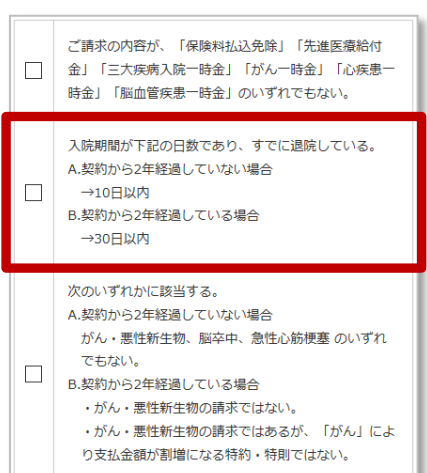 ご請求の内容が、「保険料払込免除」「先進医療給付
金」「三大疾病入院一時金」「がん一時金」「心疾患一
時金」「脳血管疾患一時金」のいずれでもない。
入院期間が下記の日数であり、すでに退院している。
A.契約から2年経過していない場合
→10日以内
B.契約から2年経過している場合
→30日以内
次のいずれかに該当する。
A.契約から2年経過していない場合
がん・悪性新生物、脳卒中、急性心筋梗塞 のいずれ
でもない。
B.契約から2年経過している場合
・がん・悪性新生物の請求ではない。
・がん・悪性新生物の請求ではあるが、「がん」によ
り支払金額が割増になる特約・特則ではない。